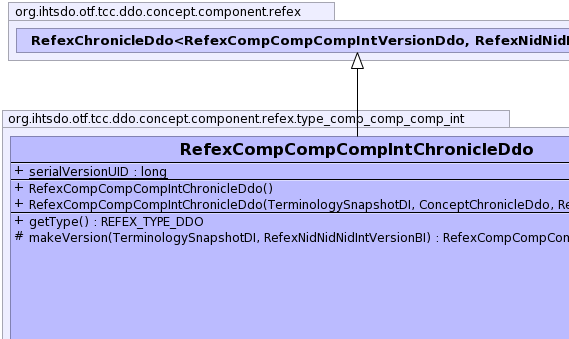 org.ihtsdo.otf.tcc.ddo.concept.component.refex
RefexChronicleDdo<RefexCompCompCompIntVersionDdo, RefexNidNidI
org.ihtsdo.otf.tcc.ddo.concept.component.refex.type_comp_comp_comp_int
RefexCompCompCompIntChronicleDdo
+ serialVersionUID : long
+ RefexCompCompCompIntChronicleDdo()
+ RefexCompCompCompIntChronicleDdo(TerminologySnapshotDI, ConceptChronicleDdo, Re
+ getType() : REFEX_TYPE_DDO
# makeVersion(TerminologySnapshotDI, RefexNidNidNidIntVersionBI) : RefexCompCompCom